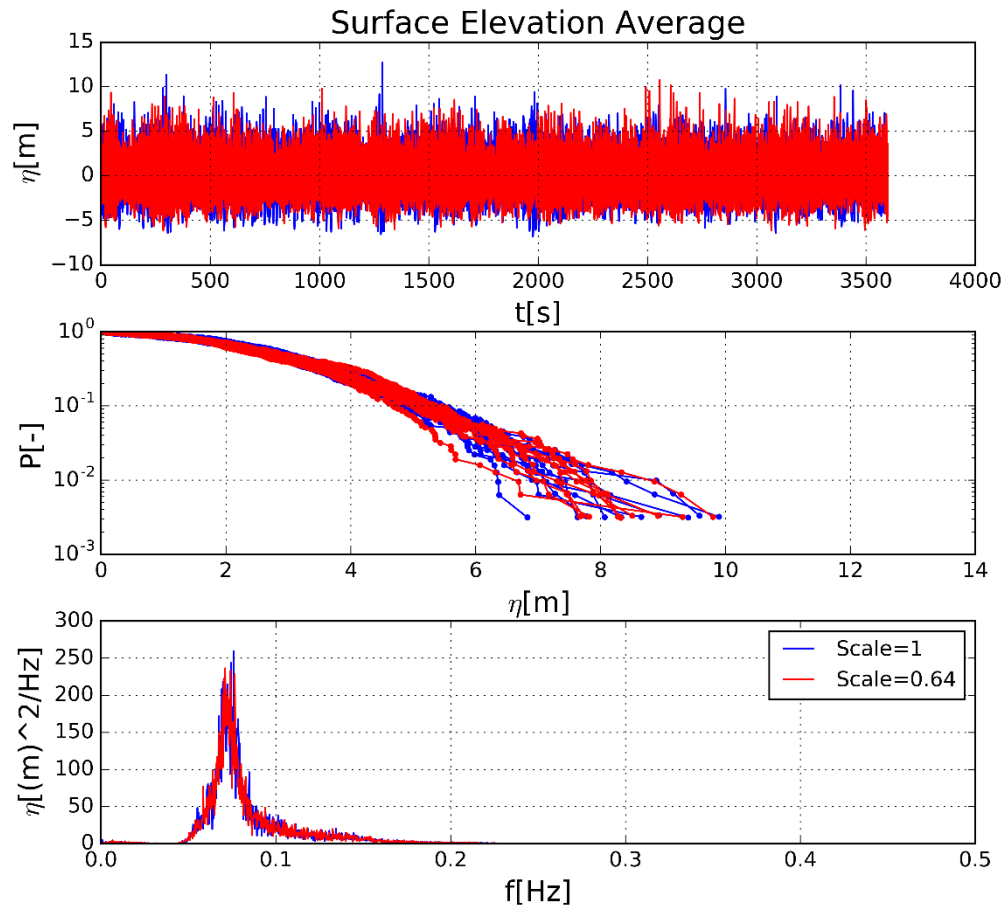 Surface Elevation Average
η[m]
15
10
5
0
−5
−10
0 500 1000 1500 2000 2500 3000 3500 4000
t[s]
P[-]
10^0
10^-1
10^-2
10^-3
0 2 4 6 8 10 12 14
η[m]
η[(m)^2/Hz]
300
250
200
150
100
50
0
Scale=1
Scale=0.64
0.0 0.1 0.2 0.3 0.4 0.5
f[Hz]